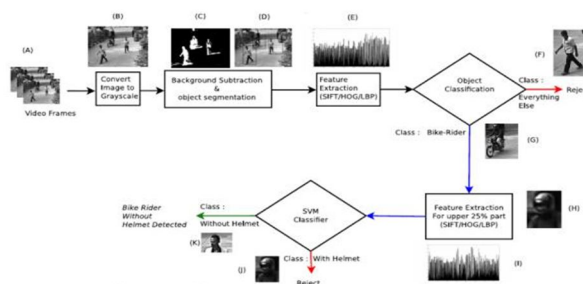 (A)
(B)
(C)
(D)
(E)
(F)
Video Frames
Convert
Image to
Grayscale
Background Subtraction
&
object segmentation
Feature
Extraction
(SIFT/HOG/LBP)
Object
Classification
Class :
Everything
Else
Class : Bike-Rider
(G)
Bike Rider
Without
Helmet Detected
Class :
Without Helmet
SVM
Classifier
Feature Extraction
For upper 25% part
(SIFT/HOG/LBP)
(H)
(K)
(J)
Class : With Helmet
Reject
(I)